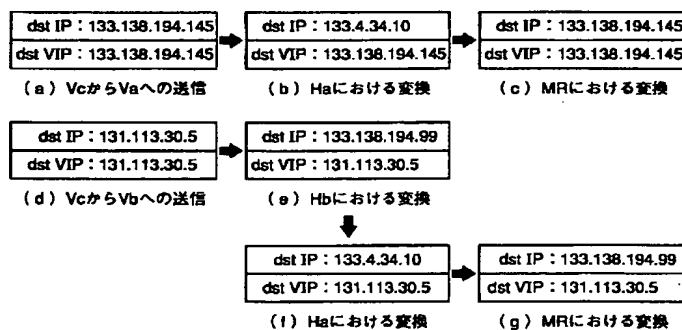 dst IP：133.138.194.145
dst VIP：133.138.194.145
(a) VcからVaへの送信
dst IP：133.4.34.10
dst VIP：133.138.194.145
(b) Haにおける変換
dst IP：133.138.194.145
dst VIP：133.138.194.145
(c) MRにおける変換
dst IP：131.113.30.5
dst VIP：131.113.30.5
(d) VcからVbへの送信
dst IP：133.138.194.99
dst VIP：131.113.30.5
(e) Hbにおける変換
dst IP：133.4.34.10
dst VIP：131.113.30.5
(f) Haにおける変換
dst IP：133.138.194.99
dst VIP：131.113.30.5
(g) MRにおける変換